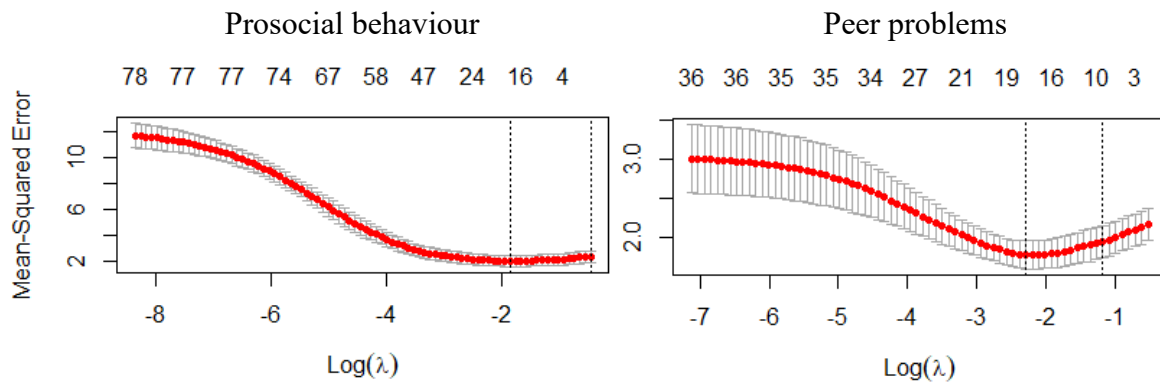 Prosocial behaviour
78 77 77 74 67 58 47 24 16 4
Mean-Squared Error
10
6
2
-8 -6 -4 -2
Log(λ)
Peer problems
36 36 35 35 34 27 21 19 16 10 3
3.0
2.0
-7 -6 -5 -4 -3 -2 -1
Log(λ)